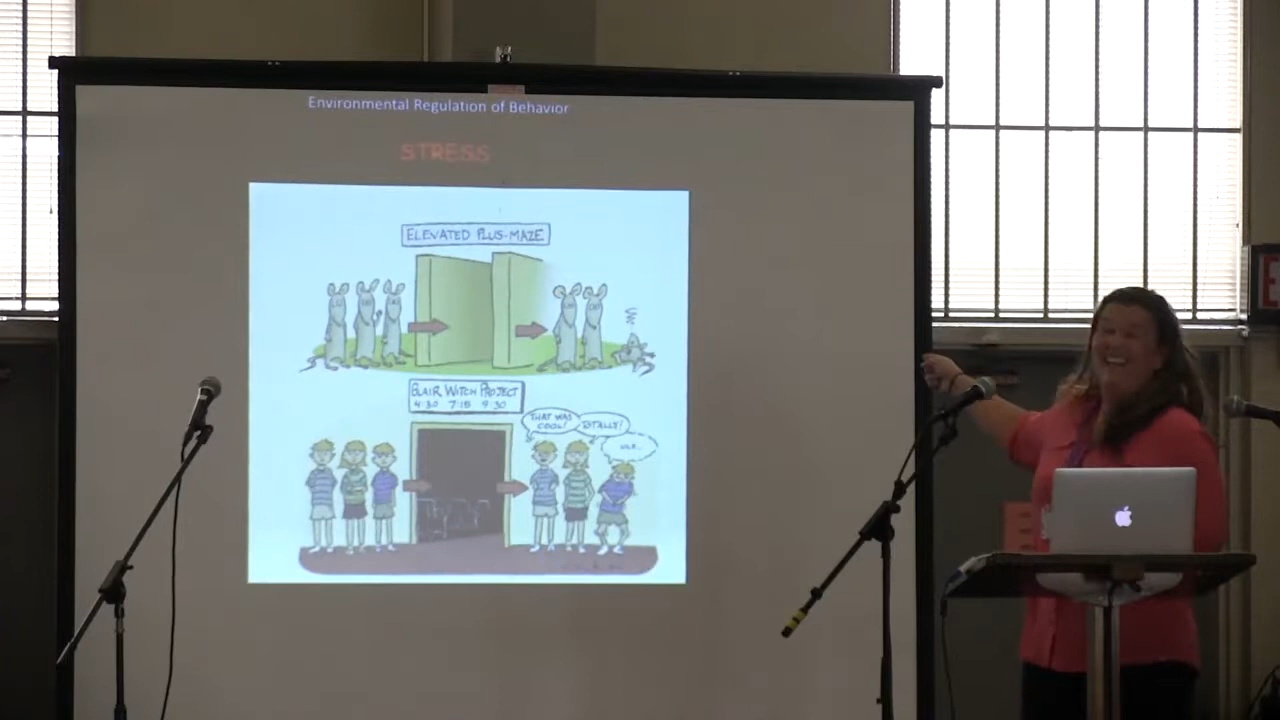 Environmental Regulation of Behavior
STRESS
ELEVATED PLUS-MAZE
BLAIR WITCH PROJECT
4:30 7:15 9:30
THAT WAS
COOL!
TOTALLY!